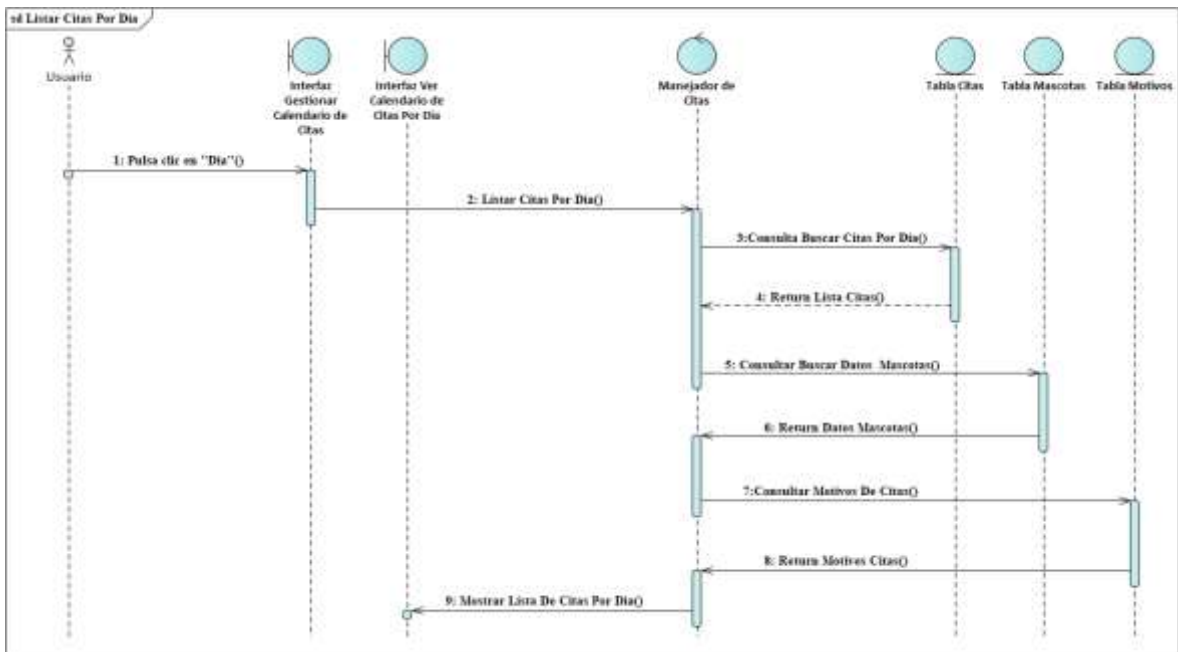 sd Listar Citas Por Dia
Usuario
Interfaz
Gestionar
Calendario de
Citas
Interfaz Ver
Calendario de
Citas Por Dia
Manejador de
Citas
Tabla Citas
Tabla Mascotas
Tabla Motivos
1: Pulsa clic en "Dia"()
2: Listar Citas Por Dia()
3:Consulta Buscar Citas Por Dia()
4: Return Lista Citas()
5: Consultar Buscar Datos Mascotas()
6: Return Datos Mascotas()
7:Consultar Motivos De Citas()
8: Return Motivos Citas()
9: Mostrar Lista De Citas Por Dia()